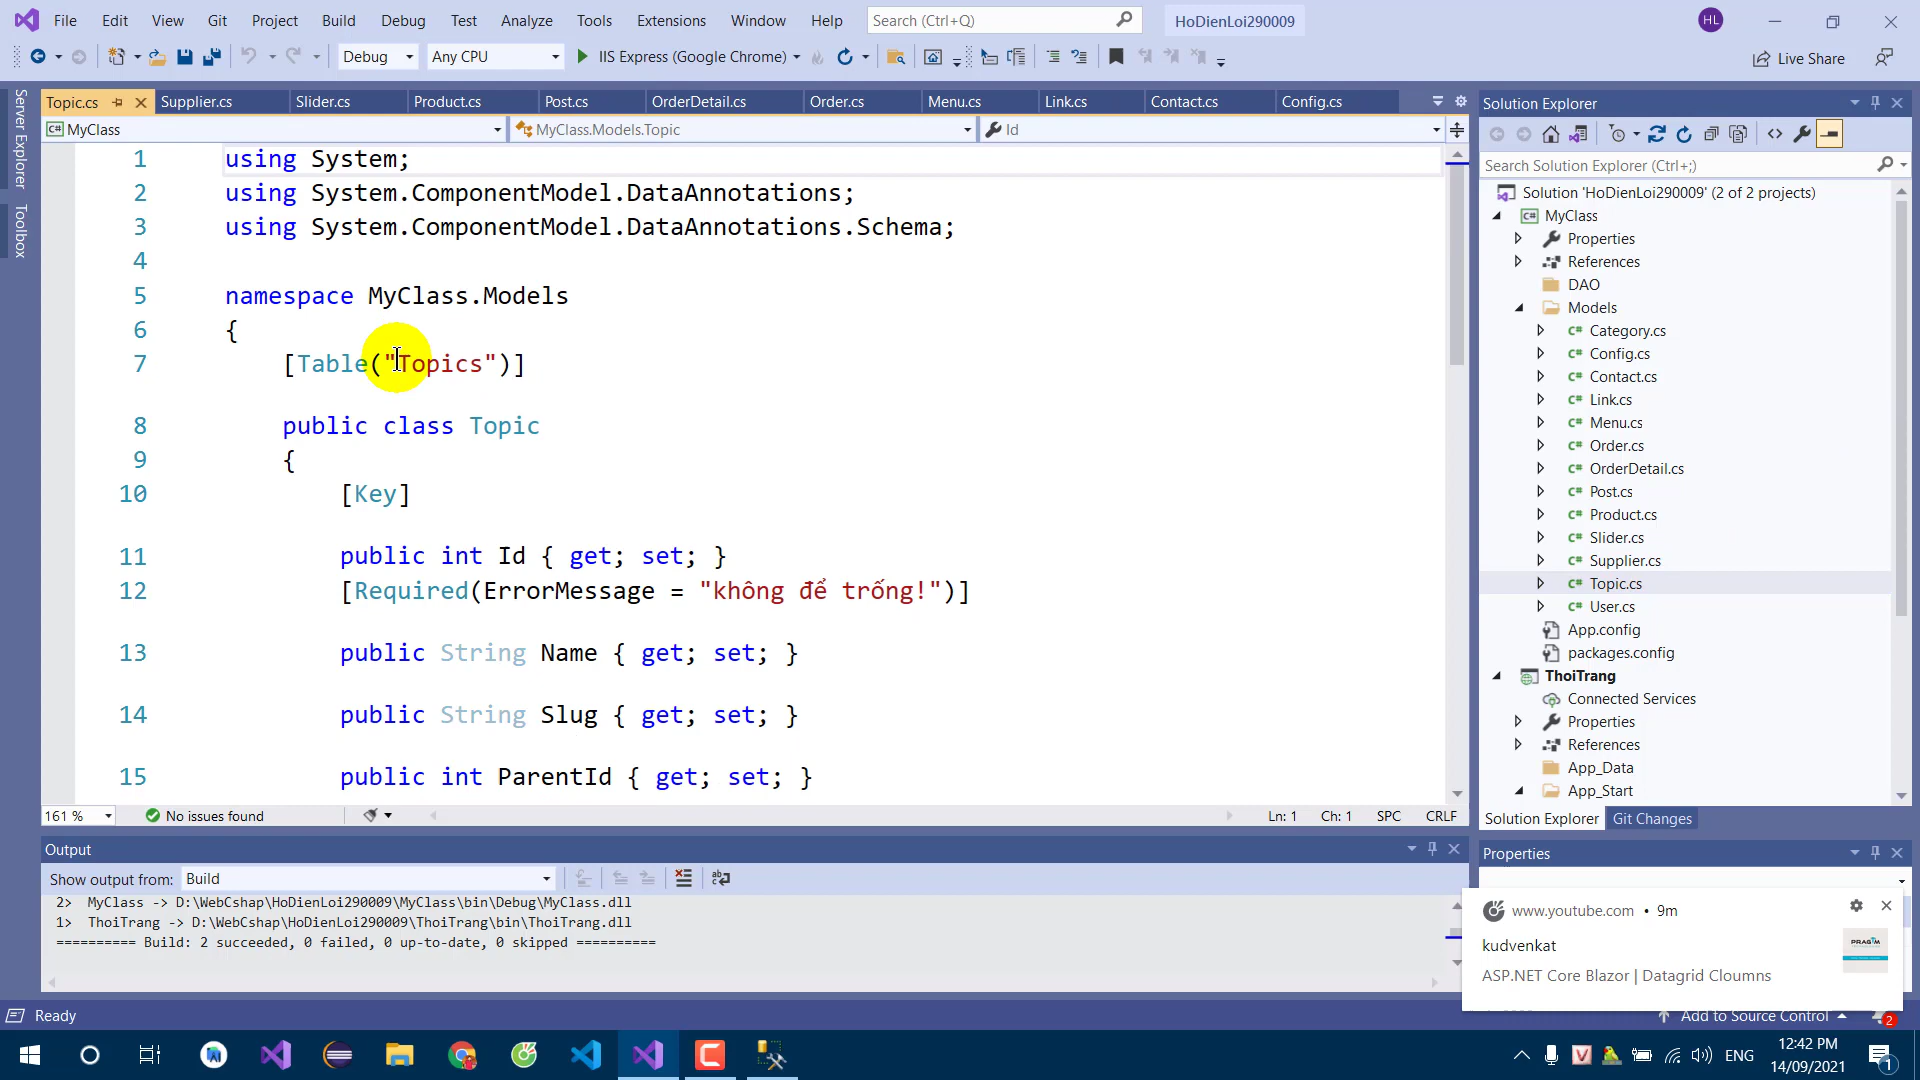 File Edit View Git Project Build Debug Test Analyze Tools Extensions Window Help Search (Ctrl+Q) HoDienLoi290009 HL
Debug Any CPU IIS Express (Google Chrome) Live Share
Server Explorer
Toolbox
Topic.cs Supplier.cs Slider.cs Product.cs Post.cs OrderDetail.cs Order.cs Menu.cs Link.cs Contact.cs Config.cs
MyClass MyClass.Models.Topic Id
1 using System;
2 using System.ComponentModel.DataAnnotations;
3 using System.ComponentModel.DataAnnotations.Schema;
4
5 namespace MyClass.Models
6 {
7 [Table("Topics")]
8 public class Topic
9 {
10 [Key]
11 public int Id { get; set; }
12 [Required(ErrorMessage = "không để trống!")]
13 public String Name { get; set; }
14 public String Slug { get; set; }
15 public int ParentId { get; set; }
161 % No issues found Ln: 1 Ch: 1 SPC CRLF
Output
Show output from: Build
2> MyClass -> D:\WebCshap\HoDienLoi290009\MyClass\bin\Debug\MyClass.dll
1> ThoiTrang -> D:\WebCshap\HoDienLoi290009\ThoiTrang\bin\ThoiTrang.dll
========== Build: 2 succeeded, 0 failed, 0 up-to-date, 0 skipped ==========
Solution Explorer
Search Solution Explorer (Ctrl+;)
Solution 'HoDienLoi290009' (2 of 2 projects)
C# MyClass
Properties
References
DAO
Models
C# Category.cs
C# Config.cs
C# Contact.cs
C# Link.cs
C# Menu.cs
C# Order.cs
C# OrderDetail.cs
C# Post.cs
C# Product.cs
C# Slider.cs
C# Supplier.cs
C# Topic.cs
C# User.cs
App.config
packages.config
ThoiTrang
Connected Services
Properties
References
App_Data
App_Start
Solution Explorer Git Changes
Properties
www.youtube.com • 9m
kudvenkat
ASP.NET Core Blazor | Datagrid Cloumns
PRAGIM
Ready Add to Source Control 2
ENG 12:42 PM
14/09/2021 1